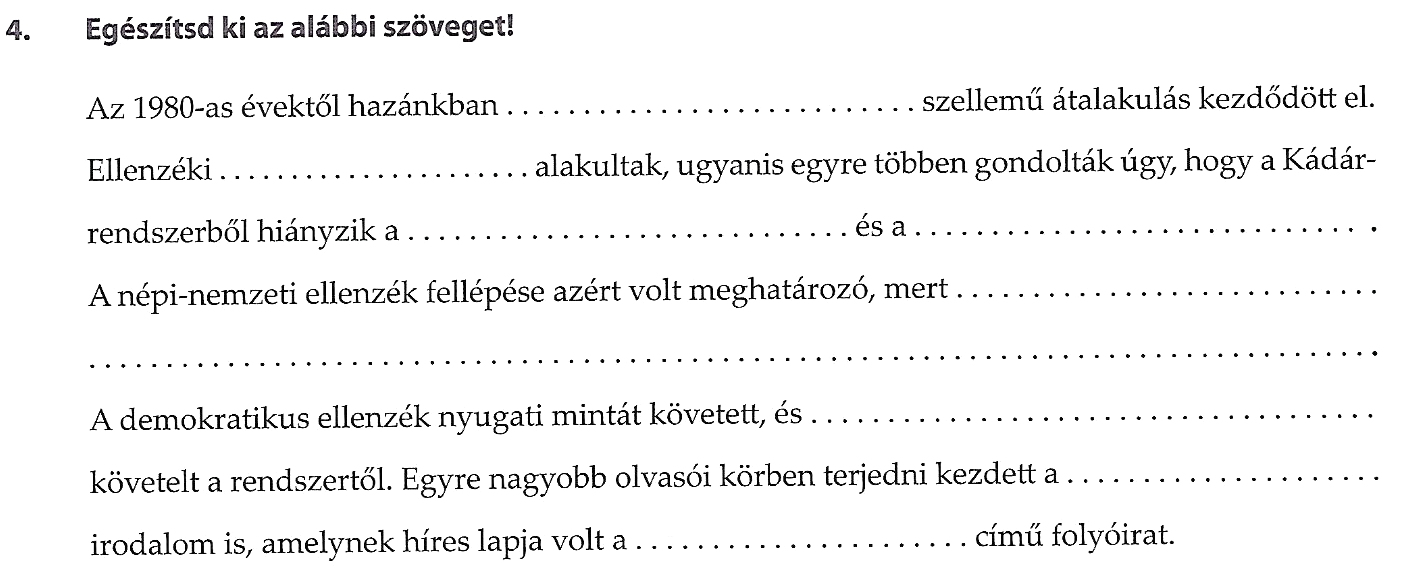 4. Egészítsd ki az alábbi szöveget!
Az 1980-as évektől hazánkban . . . . . . . . . . . . . . . . . . . . . . . . . . . szellemű átalakulás kezdődött el.
Ellenzéki . . . . . . . . . . . . . . . . . . . . . alakultak, ugyanis egyre többen gondolták úgy, hogy a Kádár-
rendszerből hiányzik a . . . . . . . . . . . . . . . . . . . . . . . . . . . . . és a . . . . . . . . . . . . . . . . . . . . . . . . . . . . . .
A népi-nemzeti ellenzék fellépése azért volt meghatározó, mert . . . . . . . . . . . . . . . . . . . . . . . . . . . .
. . . . . . . . . . . . . . . . . . . . . . . . . . . . . . . . . . . . . . . . . . . . . . . . . . . . . . . . . . . . . . . . . . . . . . . . . . . . . . . . . . . .
A demokratikus ellenzék nyugati mintát követett, és . . . . . . . . . . . . . . . . . . . . . . . . . . . . . . . . . . . . .
követelt a rendszertől. Egyre nagyobb olvasói körben terjedni kezdett a . . . . . . . . . . . . . . . . . . . . .
irodalom is, amelynek híres lapja volt a . . . . . . . . . . . . . . . . . . . . . . című folyóirat.